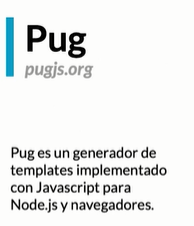 Pug
pugjs.org
Pug es un generador de
templates implementado
con Javascript para
Node.js y navegadores.